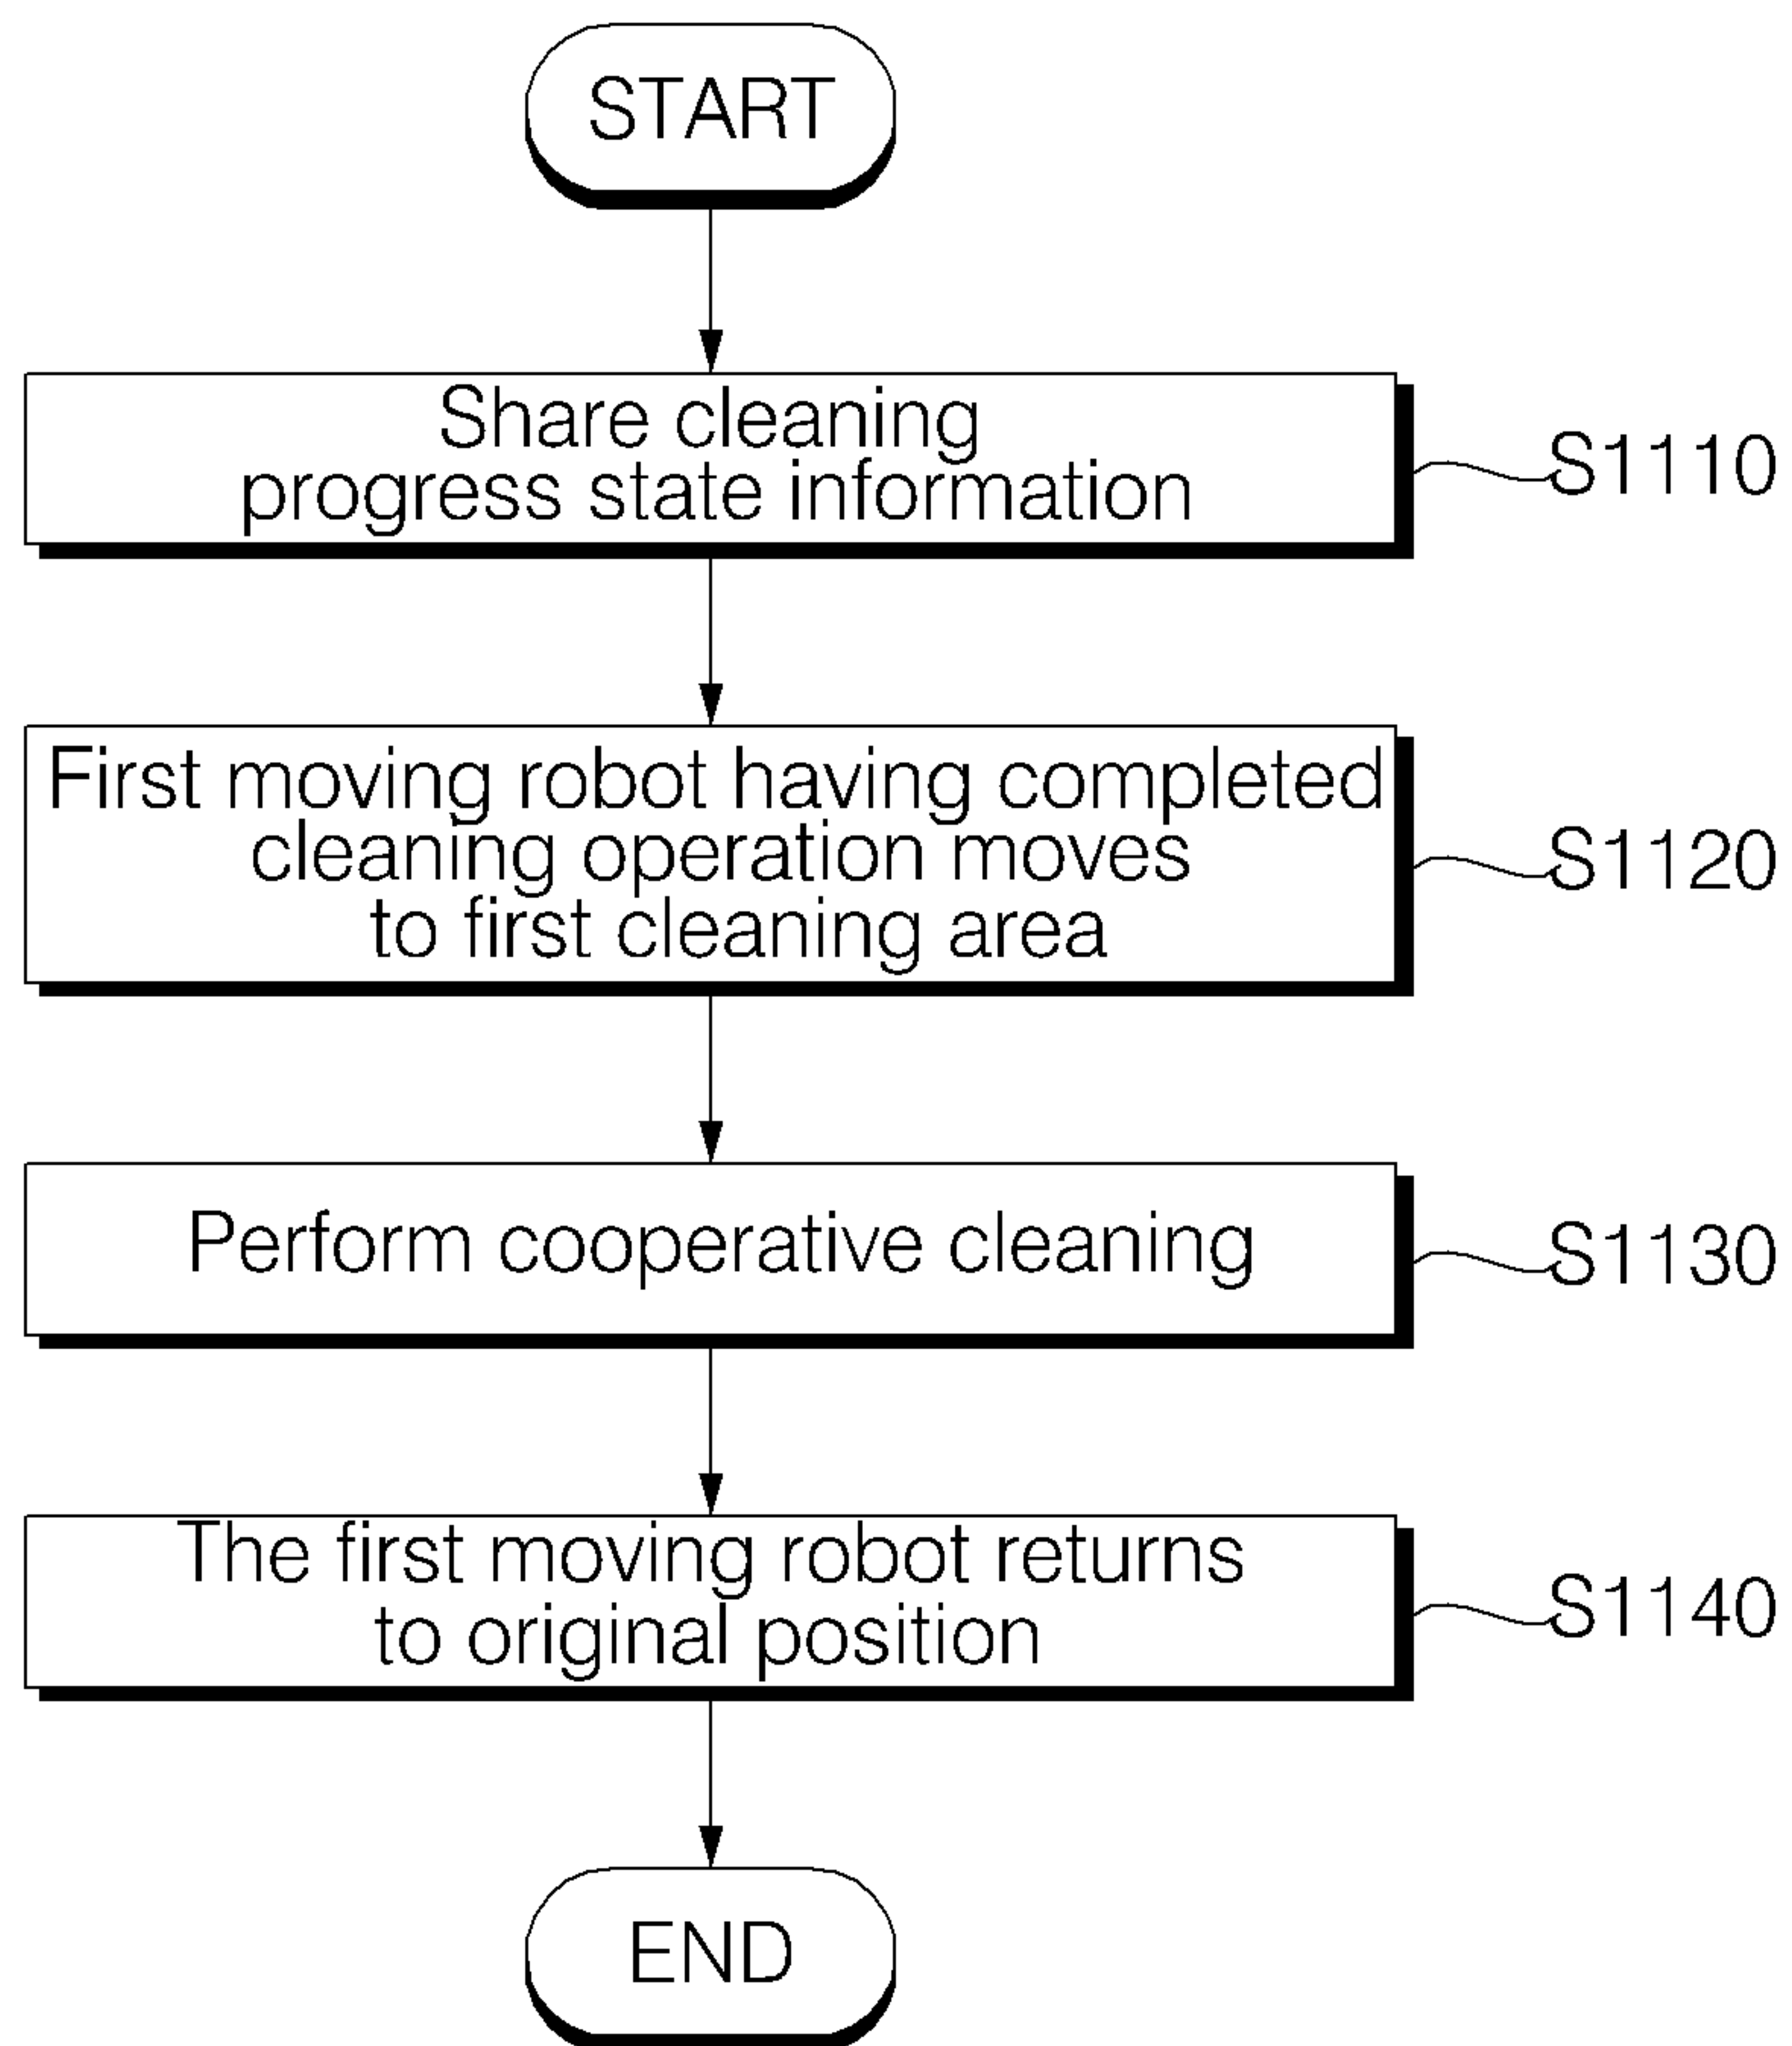 START
Share cleaning
progress state information
S1110
First moving robot having completed
cleaning operation moves
to first cleaning area
S1120
Perform cooperative cleaning
S1130
The first moving robot returns
to original position
S1140
END